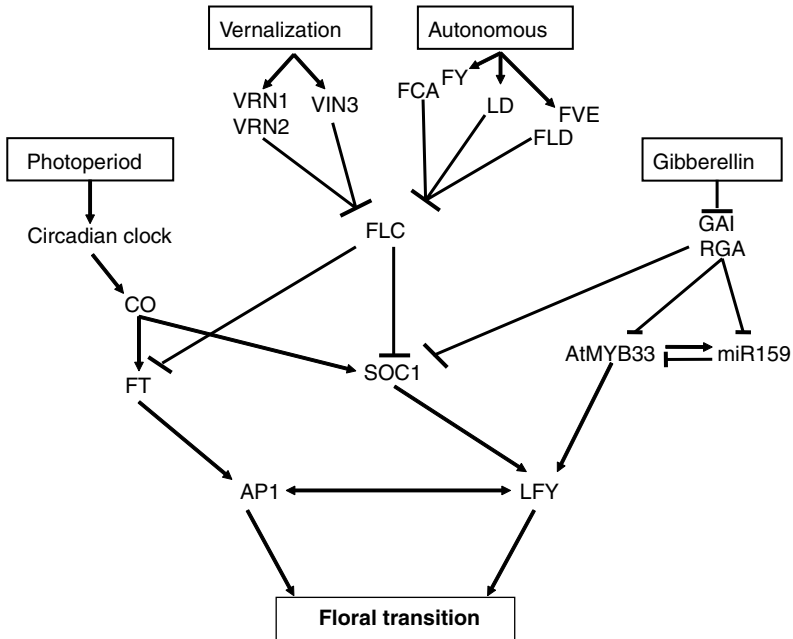 Vernalization
Autonomous
FY
FCA
VRN1
VIN3
LD
FVE
VRN2
FLD
Photoperiod
Gibberellin
GAI
Circadian clock
FLC
RGA
CO
AtMYB33
miR159
FT
SOC1
AP1
LFY
Floral transition